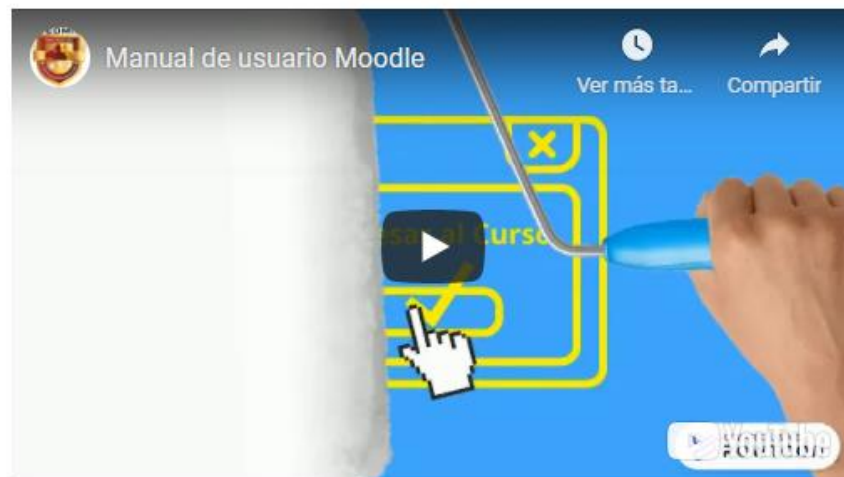 Manual de usuario Moodle
Ver más ta...
Compartir
al Curso
YouTube